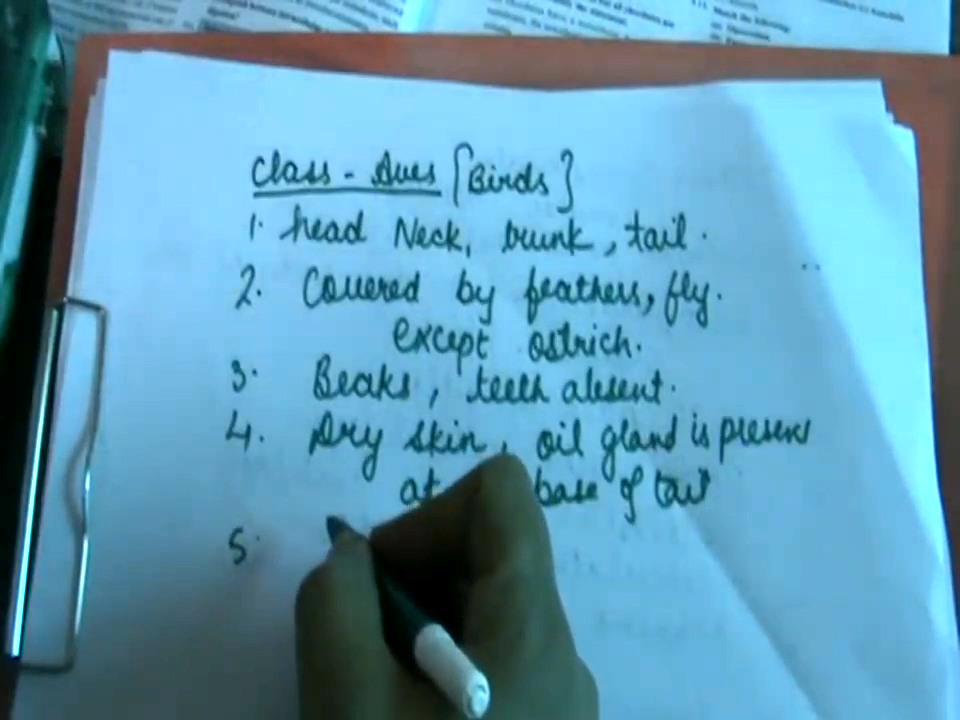 Class - Aves [Birds]
1. head Neck, trunk, tail.
2. Covered by feathers, fly.
except ostrich.
3. Beaks, teeth absent.
4. Dry skin, oil gland is present
at base of tail
5.